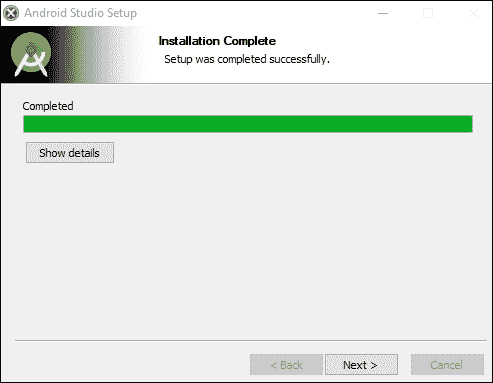 Android Studio Setup
Installation Complete
Setup was completed successfully.
Completed
Show details
< Back
Next >
Cancel